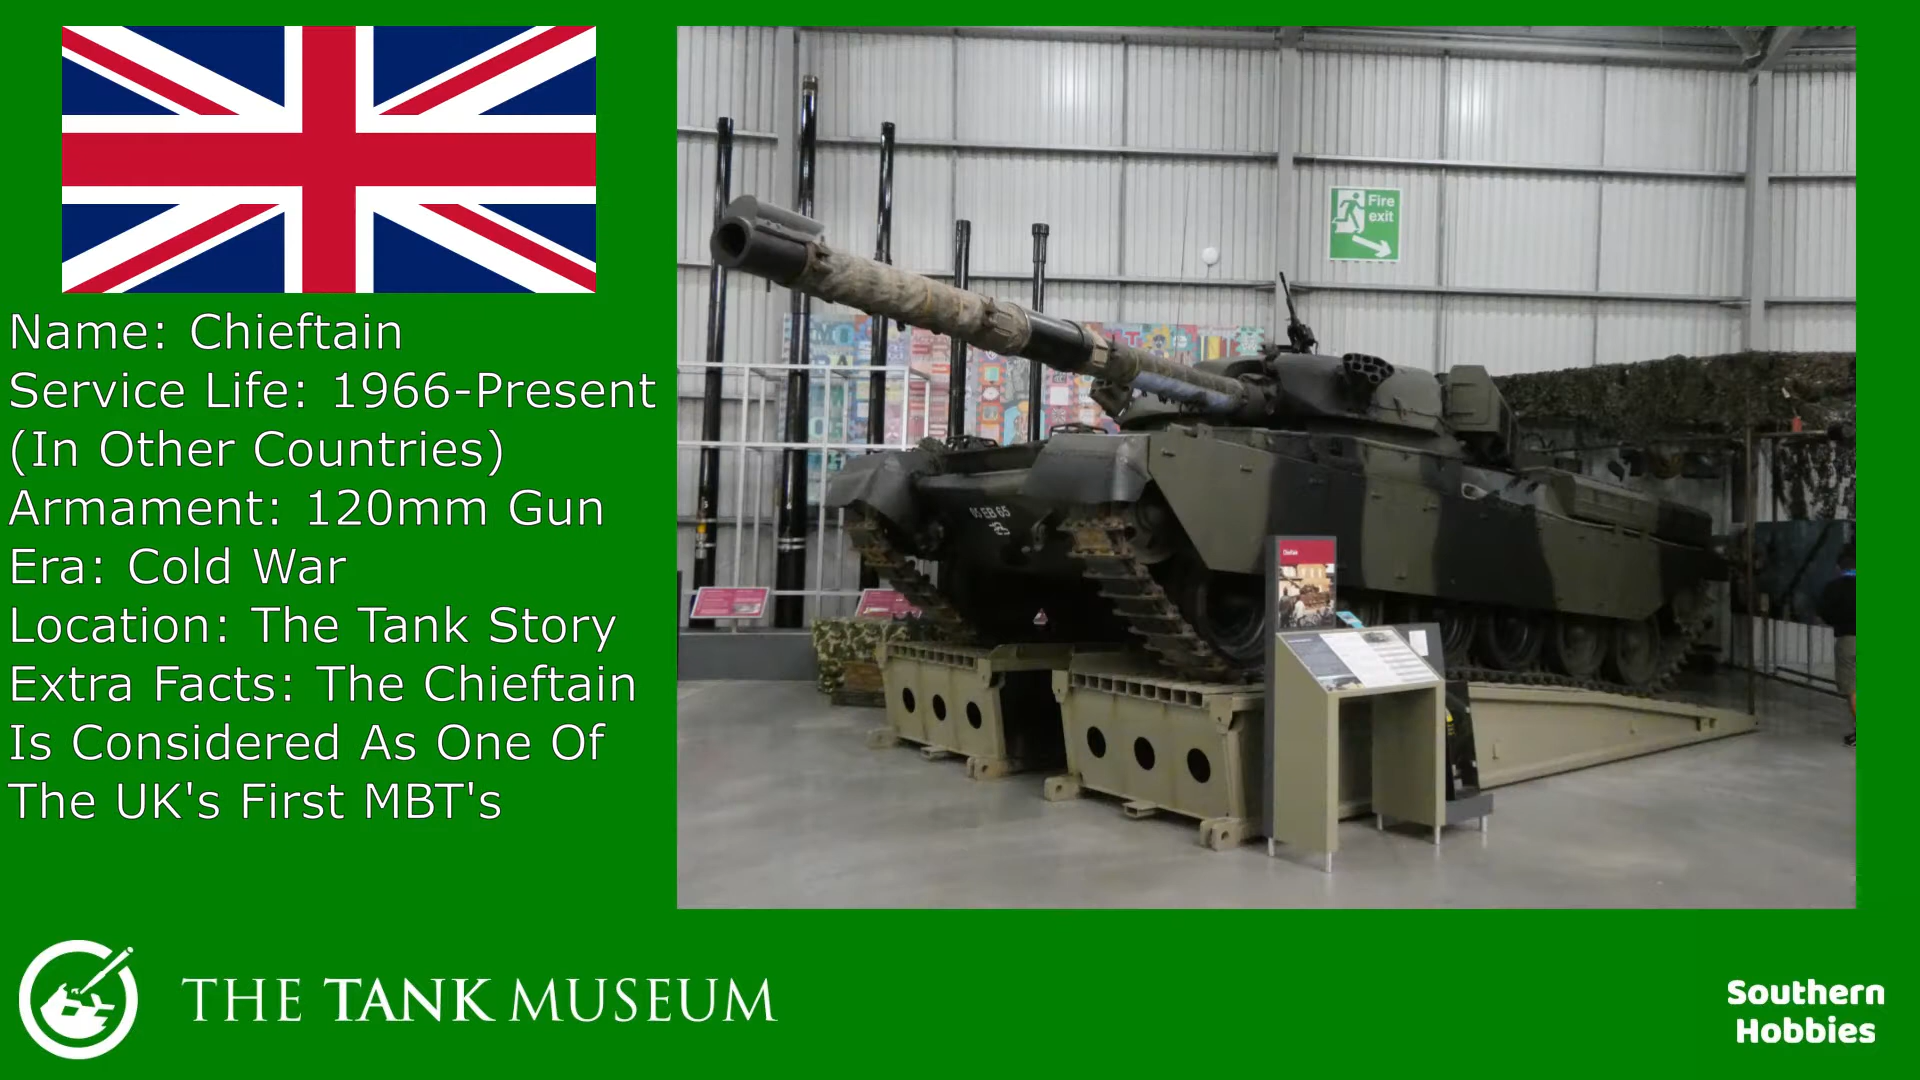 Name: Chieftain
Service Life: 1966-Present
(In Other Countries)
Armament: 120mm Gun
Era: Cold War
Location: The Tank Story
Extra Facts: The Chieftain
Is Considered As One Of
The UK's First MBT's
Fire
exit
Chieftain
THE TANK MUSEUM
Southern
Hobbies